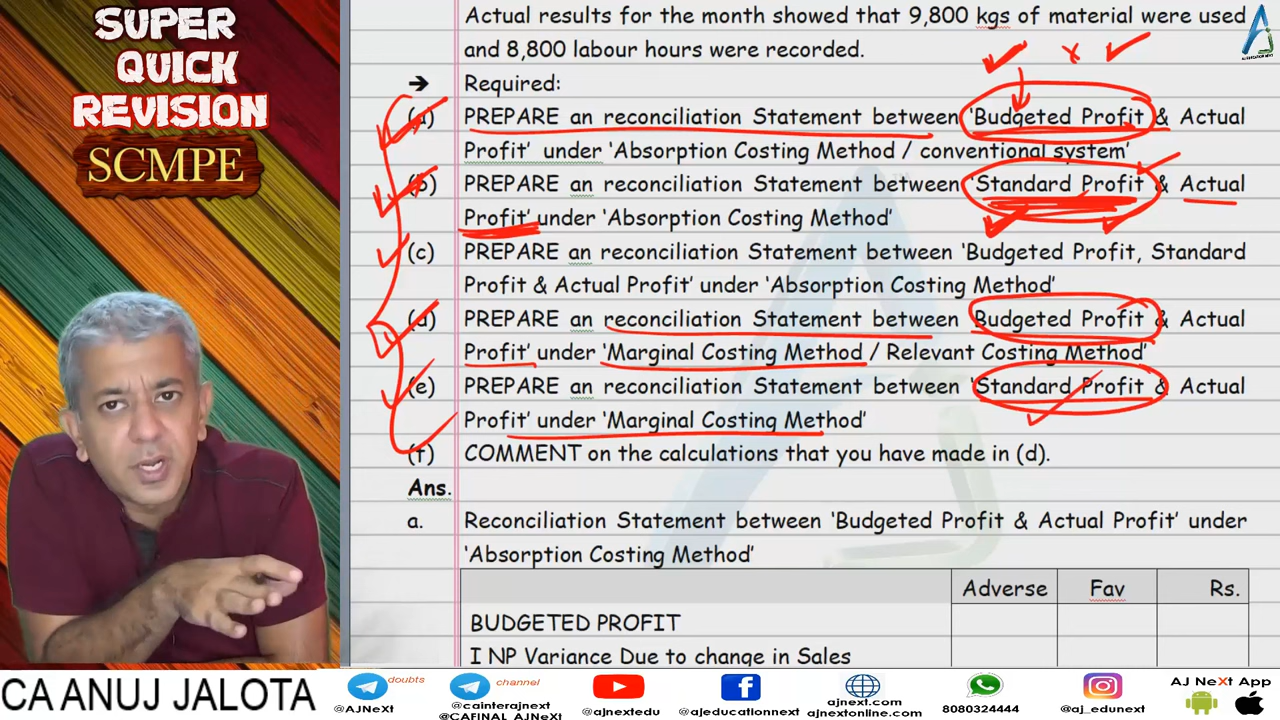 SUPER
QUICK
REVISION
SCMPE
Actual results for the month showed that 9,800 kgs of material were used
and 8,800 labour hours were recorded.
➔ Required:
(a) PREPARE an reconciliation Statement between 'Budgeted Profit & Actual
Profit' under 'Absorption Costing Method / conventional system'
(b) PREPARE an reconciliation Statement between 'Standard Profit & Actual
Profit' under 'Absorption Costing Method'
(c) PREPARE an reconciliation Statement between 'Budgeted Profit, Standard
Profit & Actual Profit' under 'Absorption Costing Method'
(d) PREPARE an reconciliation Statement between 'Budgeted Profit & Actual
Profit' under 'Marginal Costing Method / Relevant Costing Method'
(e) PREPARE an reconciliation Statement between 'Standard Profit & Actual
Profit' under 'Marginal Costing Method'
(f) COMMENT on the calculations that you have made in (d).
Ans.
a. Reconciliation Statement between 'Budgeted Profit & Actual Profit' under
'Absorption Costing Method'
Adverse Fav Rs.
BUDGETED PROFIT
I NP Variance Due to change in Sales
CA ANUJ JALOTA
doubts
@AJNeXt
channel
@cainterajnext
@CAFINAL_AJNeXt
@ajnextedu
@ajeducationnext
ajnext.com
ajnextonline.com
8080324444
@aj_edunext
AJ NeXt App